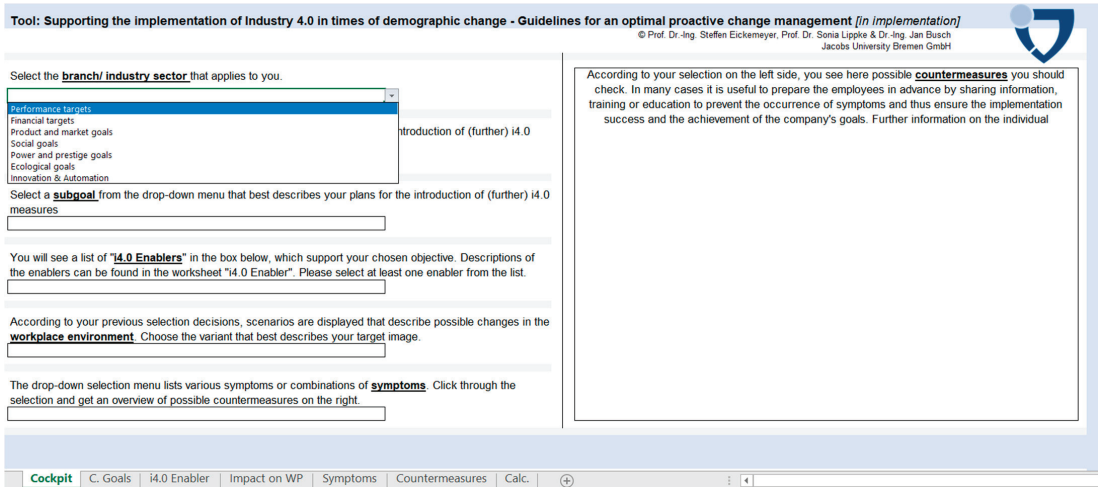 Tool: Supporting the implementation of Industry 4.0 in times of demographic change - Guidelines for an optimal proactive change management [in implementation]
© Prof. Dr.-Ing. Steffen Eickemeyer, Prof. Dr. Sonia Lippke & Dr.-Ing. Jan Busch
Jacobs University Bremen GmbH
Select the branch/ industry sector that applies to you.
Performance targets
Financial targets
Product and market goals
Social goals
Power and prestige goals
Ecological goals
Innovation & Automation
ntroduction of (further) i4.0
Select a subgoal from the drop-down menu that best describes your plans for the introduction of (further) i4.0
measures
You will see a list of "i4.0 Enablers" in the box below, which support your chosen objective. Descriptions of
the enablers can be found in the worksheet "i4.0 Enabler". Please select at least one enabler from the list.
According to your previous selection decisions, scenarios are displayed that describe possible changes in the
workplace environment. Choose the variant that best describes your target image.
The drop-down selection menu lists various symptoms or combinations of symptoms. Click through the
selection and get an overview of possible countermeasures on the right.
According to your selection on the left side, you see here possible countermeasures you should
check. In many cases it is useful to prepare the employees in advance by sharing information,
training or education to prevent the occurrence of symptoms and thus ensure the implementation
success and the achievement of the company's goals. Further information on the individual
Cockpit C. Goals i4.0 Enabler Impact on WP Symptoms Countermeasures Calc.